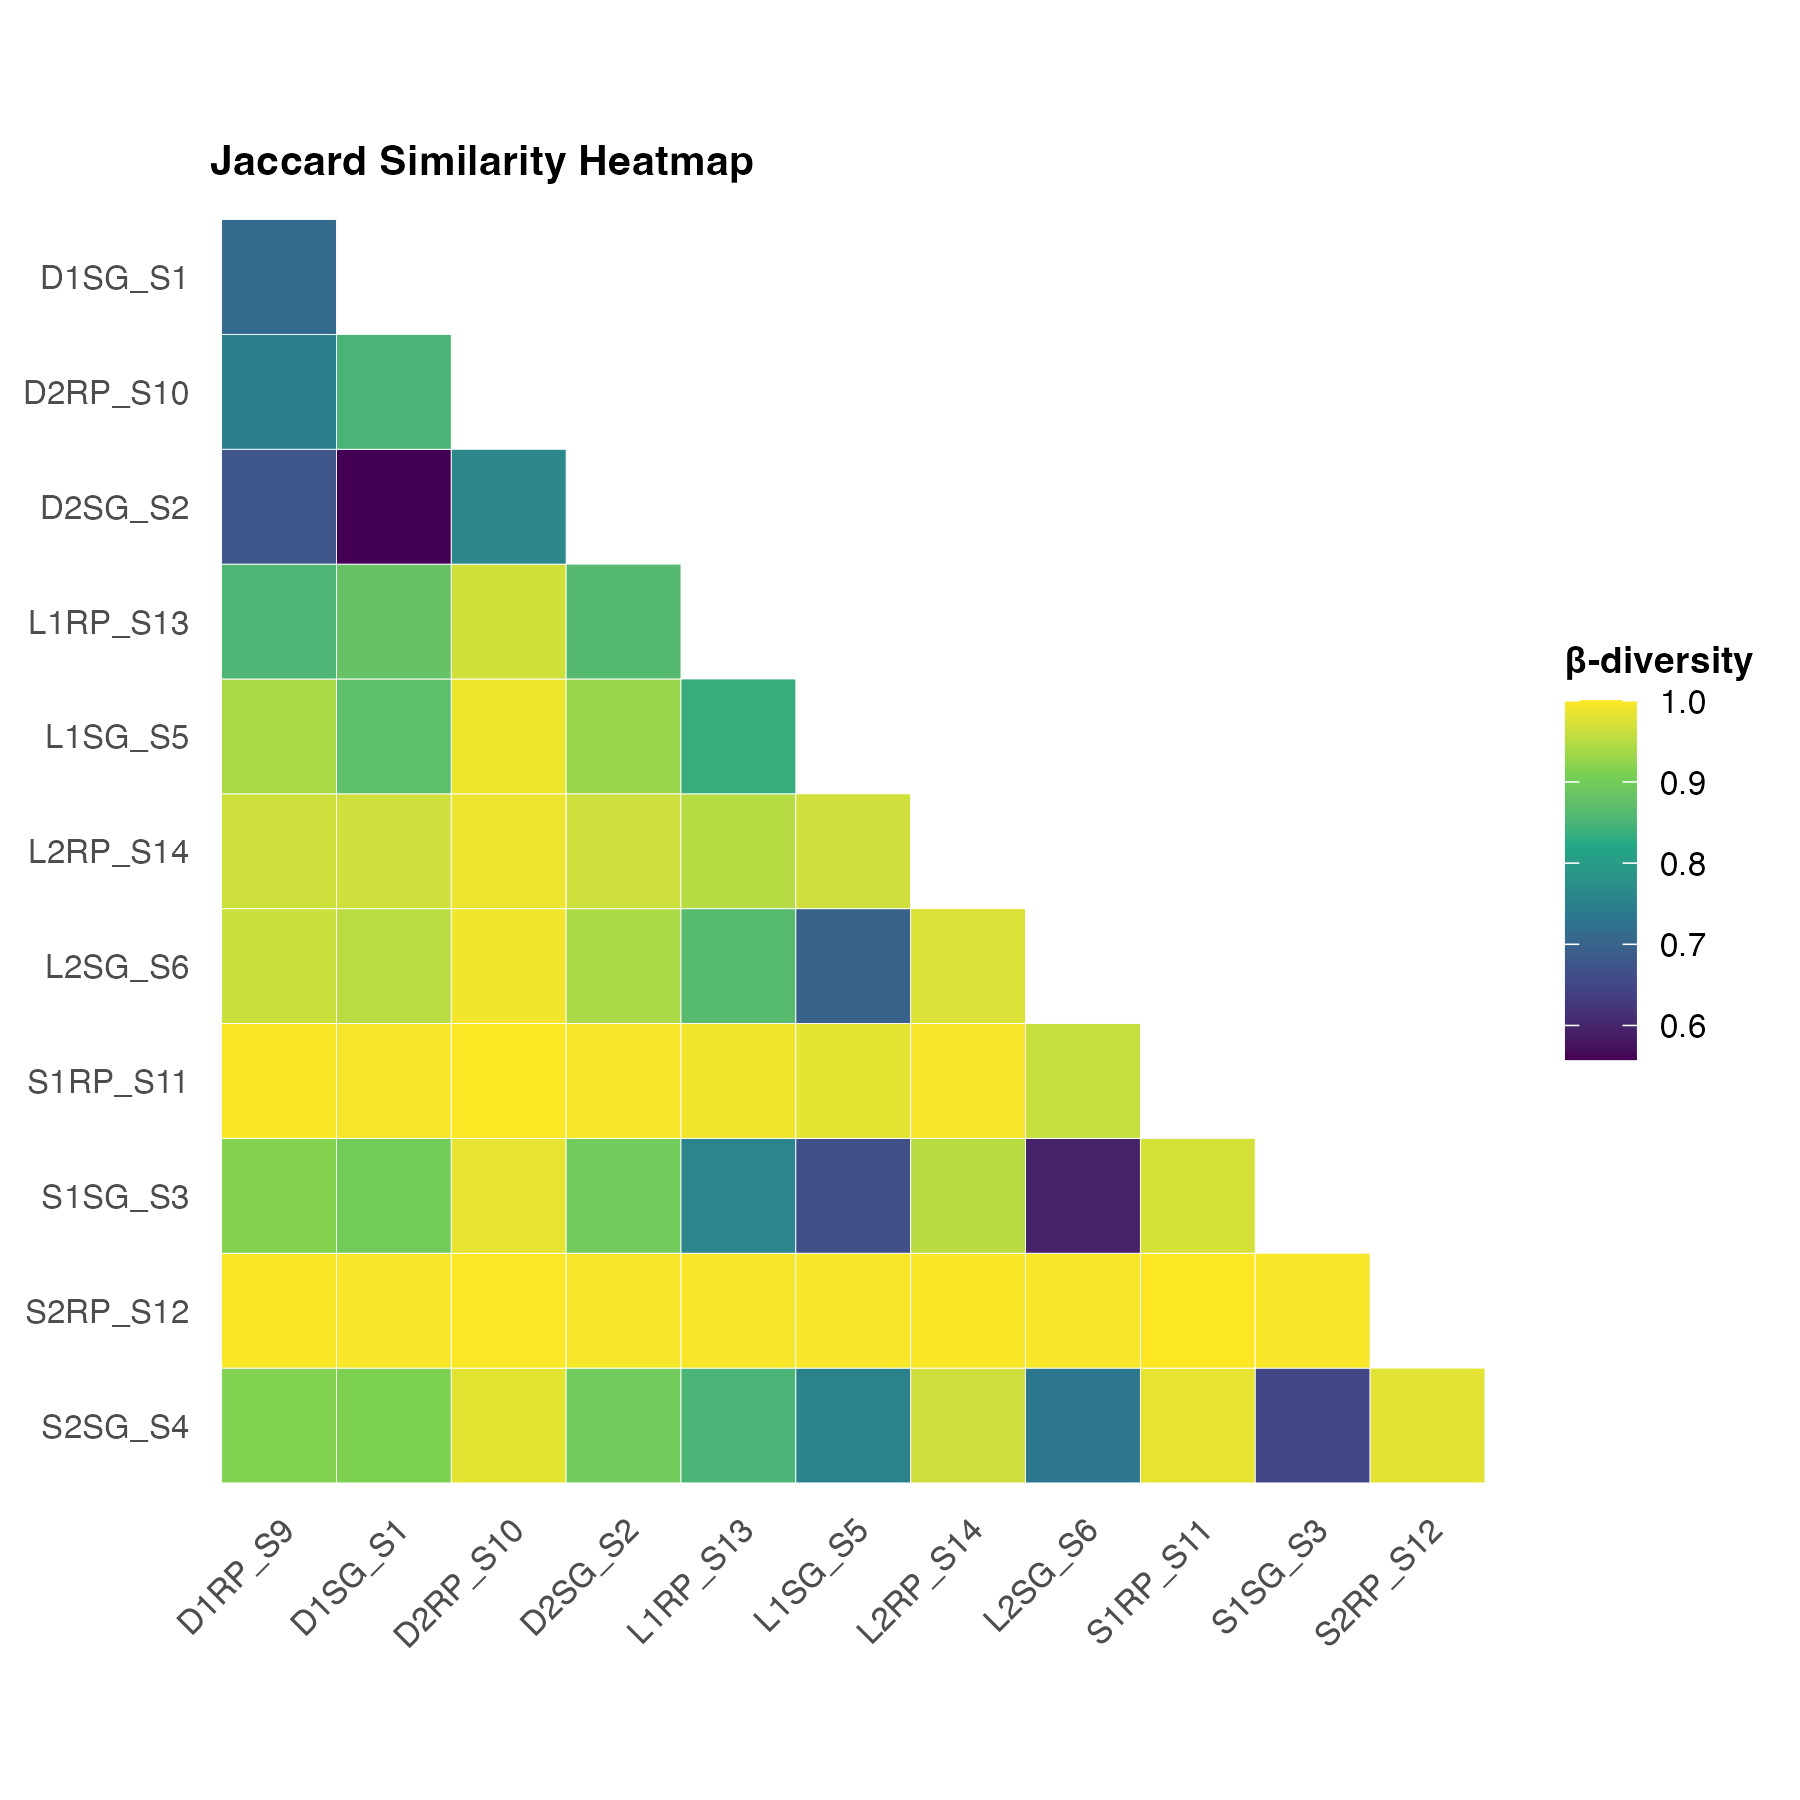 Jaccard Similarity Heatmap
D1SG_S1
D2RP_S10
D2SG_S2
L1RP_S13
L1SG_S5
L2RP_S14
L2SG_S6
S1RP_S11
S1SG_S3
S2RP_S12
S2SG_S4
D1RP_S9
D1SG_S1
D2RP_S10
D2SG_S2
L1RP_S13
L1SG_S5
L2RP_S14
L2SG_S6
S1RP_S11
S1SG_S3
S2RP_S12
β-diversity
1.0
0.9
0.8
0.7
0.6